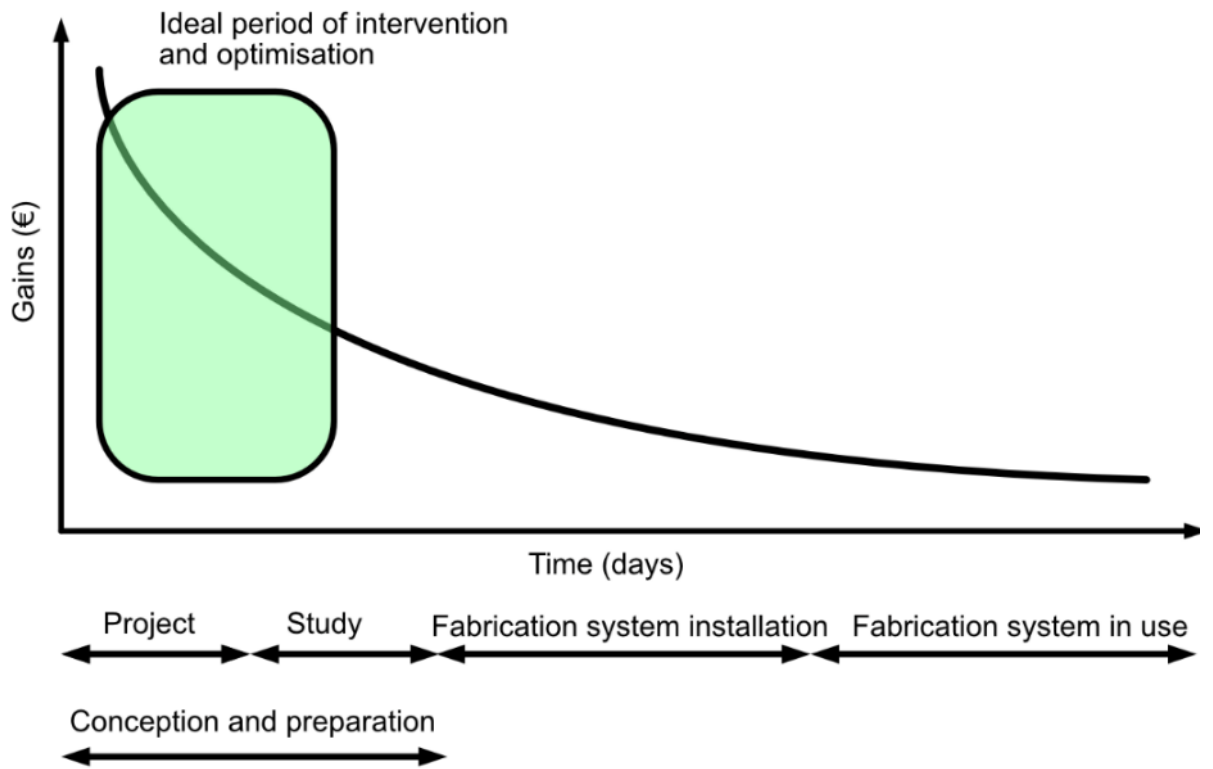 Ideal period of intervention
and optimisation
Gains (€)
Time (days)
Project
Study
Fabrication system installation
Fabrication system in use
Conception and preparation